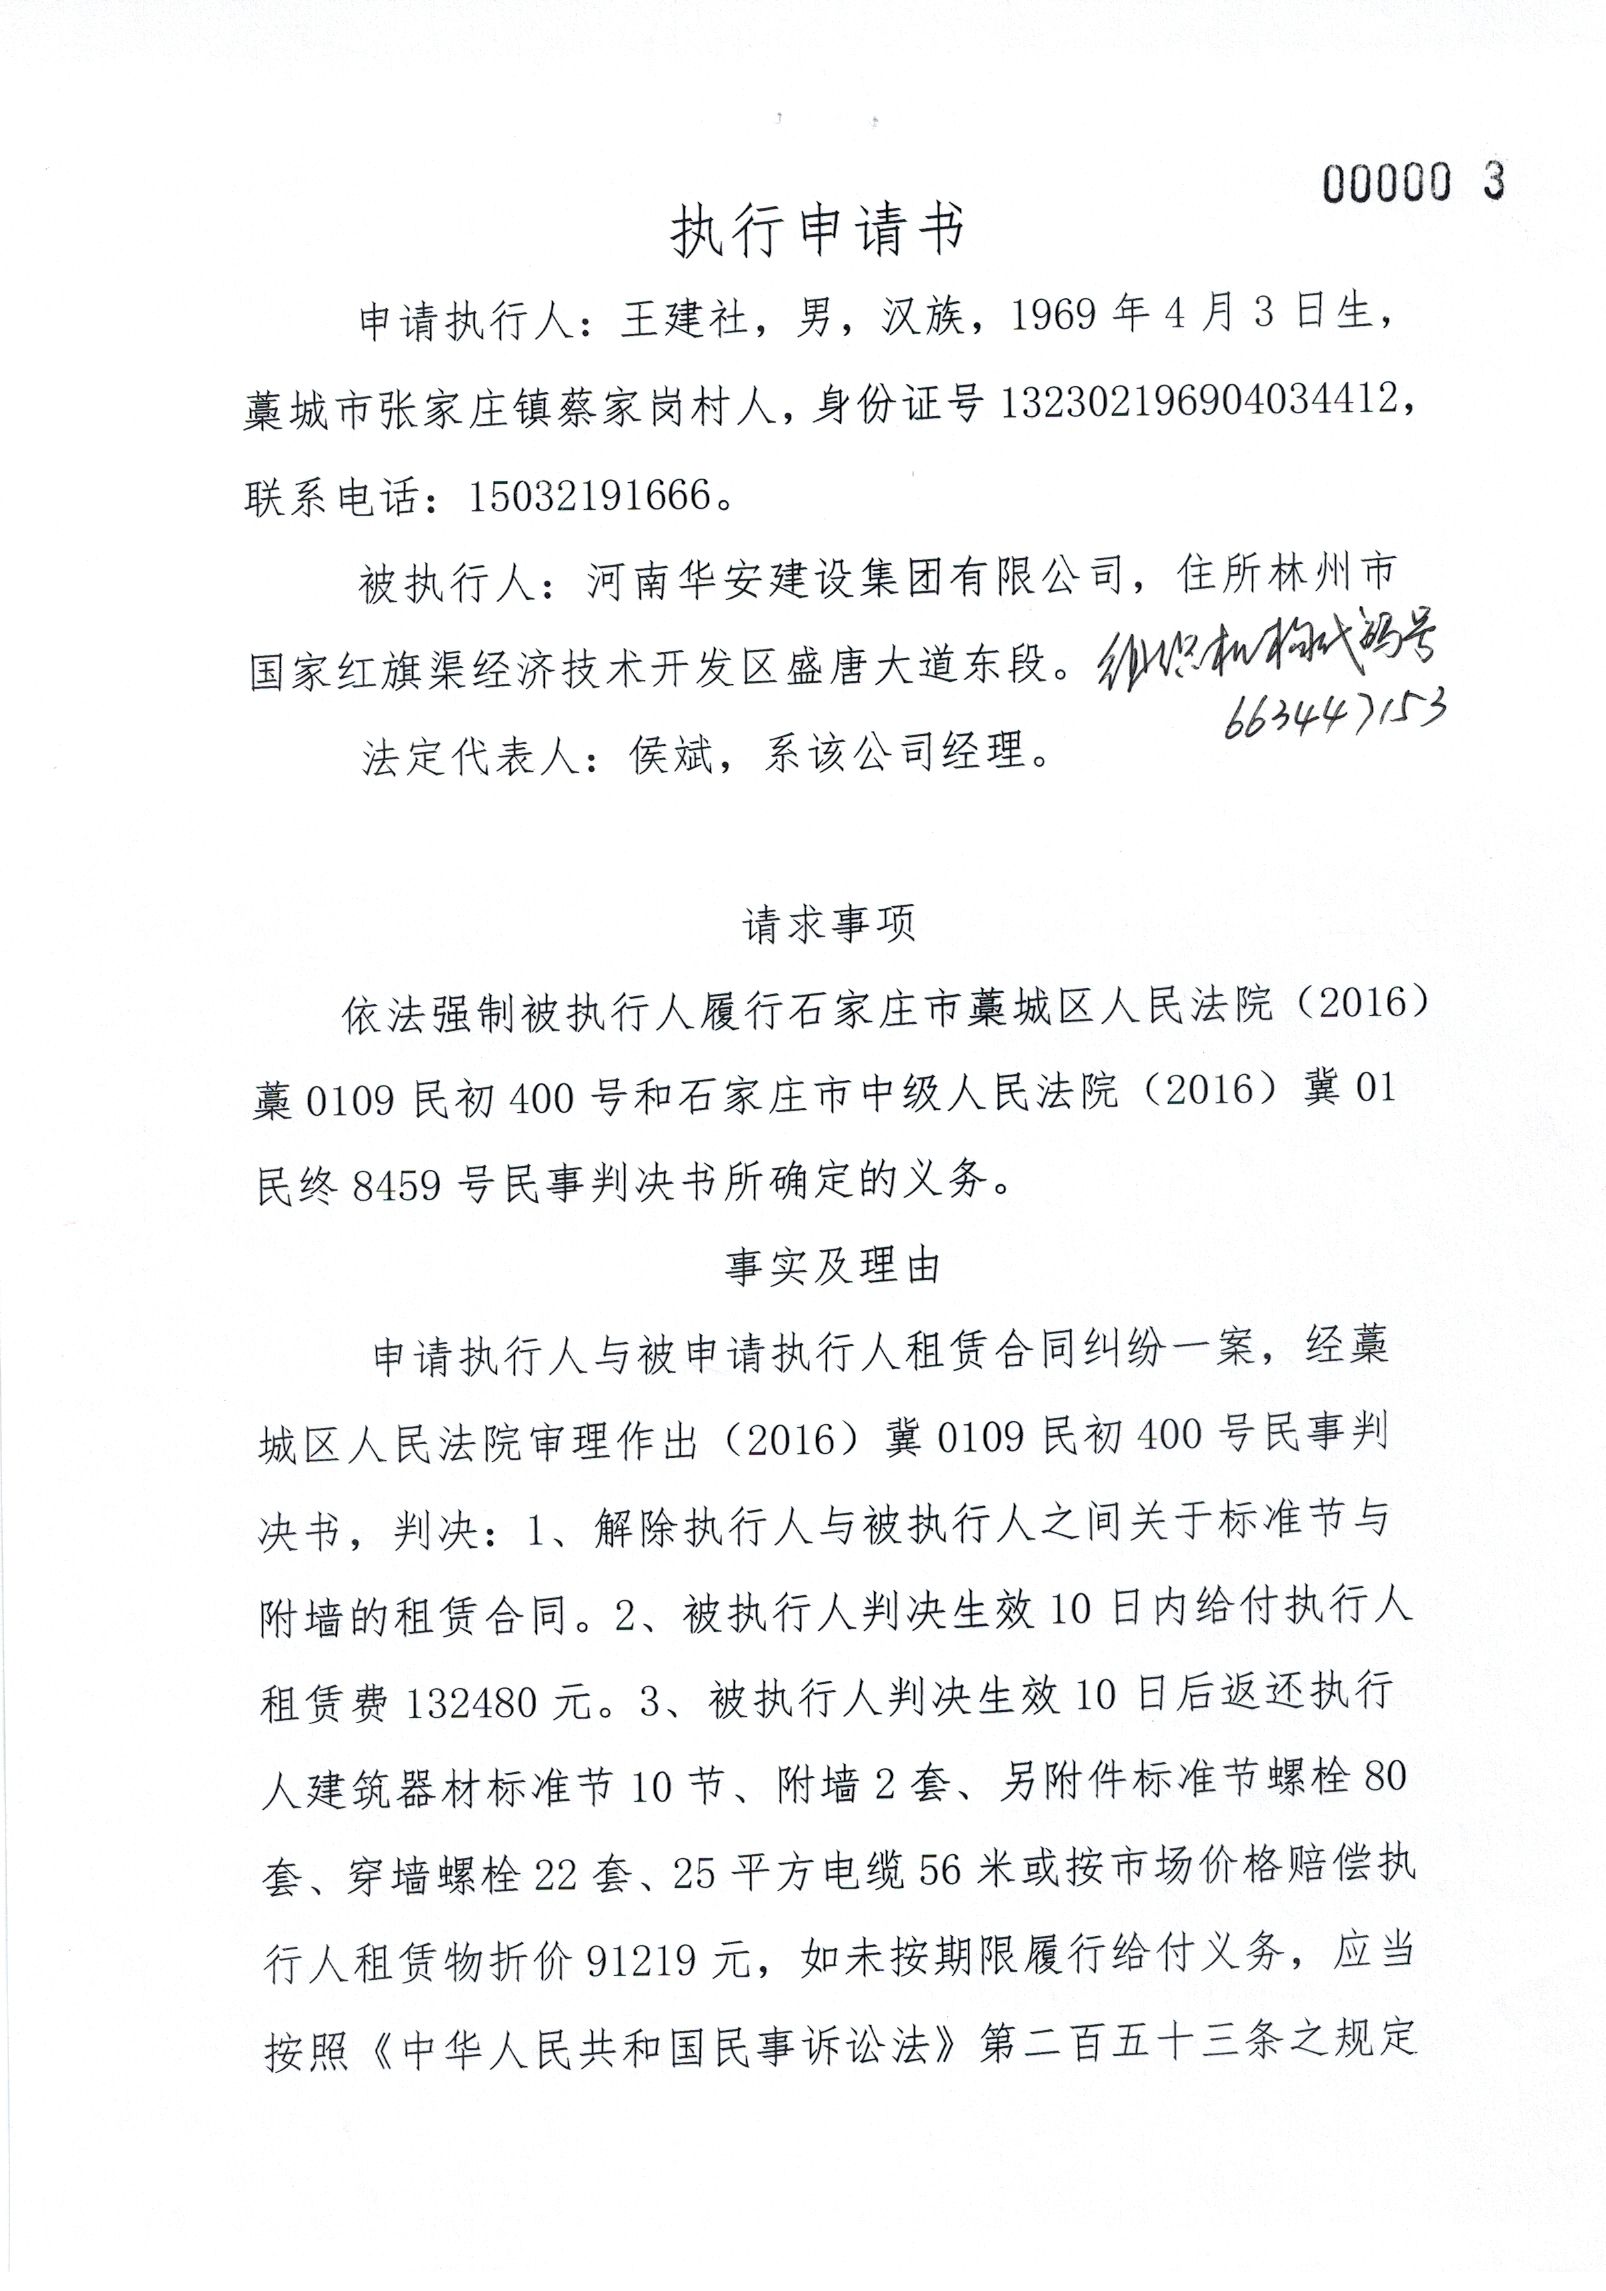 00000 3
执行申请书
申请执行人：王建社，男，汉族，1969 年 4 月 3 日生，
藁城市张家庄镇蔡家岗村人，身份证号 132302196904034412，
联系电话：15032191666。
被执行人：河南华安建设集团有限公司，住所林州市
国家红旗渠经济技术开发区盛唐大道东段。组织机构代码号
663447153
法定代表人：侯斌，系该公司经理。
请求事项
依法强制被执行人履行石家庄市藁城区人民法院（2016）
藁 0109 民初 400 号和石家庄市中级人民法院（2016）冀 01
民终 8459 号民事判决书所确定的义务。
事实及理由
申请执行人与被申请执行人租赁合同纠纷一案，经藁
城区人民法院审理作出（2016）冀 0109 民初 400 号民事判
决书，判决：1、解除执行人与被执行人之间关于标准节与
附墙的租赁合同。2、被执行人判决生效 10 日内给付执行人
租赁费 132480 元。3、被执行人判决生效 10 日后返还执行
人建筑器材标准节 10 节、附墙 2 套、另附件标准节螺栓 80
套、穿墙螺栓 22 套、25 平方电缆 56 米或按市场价格赔偿执
行人租赁物折价 91219 元，如未按期限履行给付义务，应当
按照《中华人民共和国民事诉讼法》第二百五十三条之规定